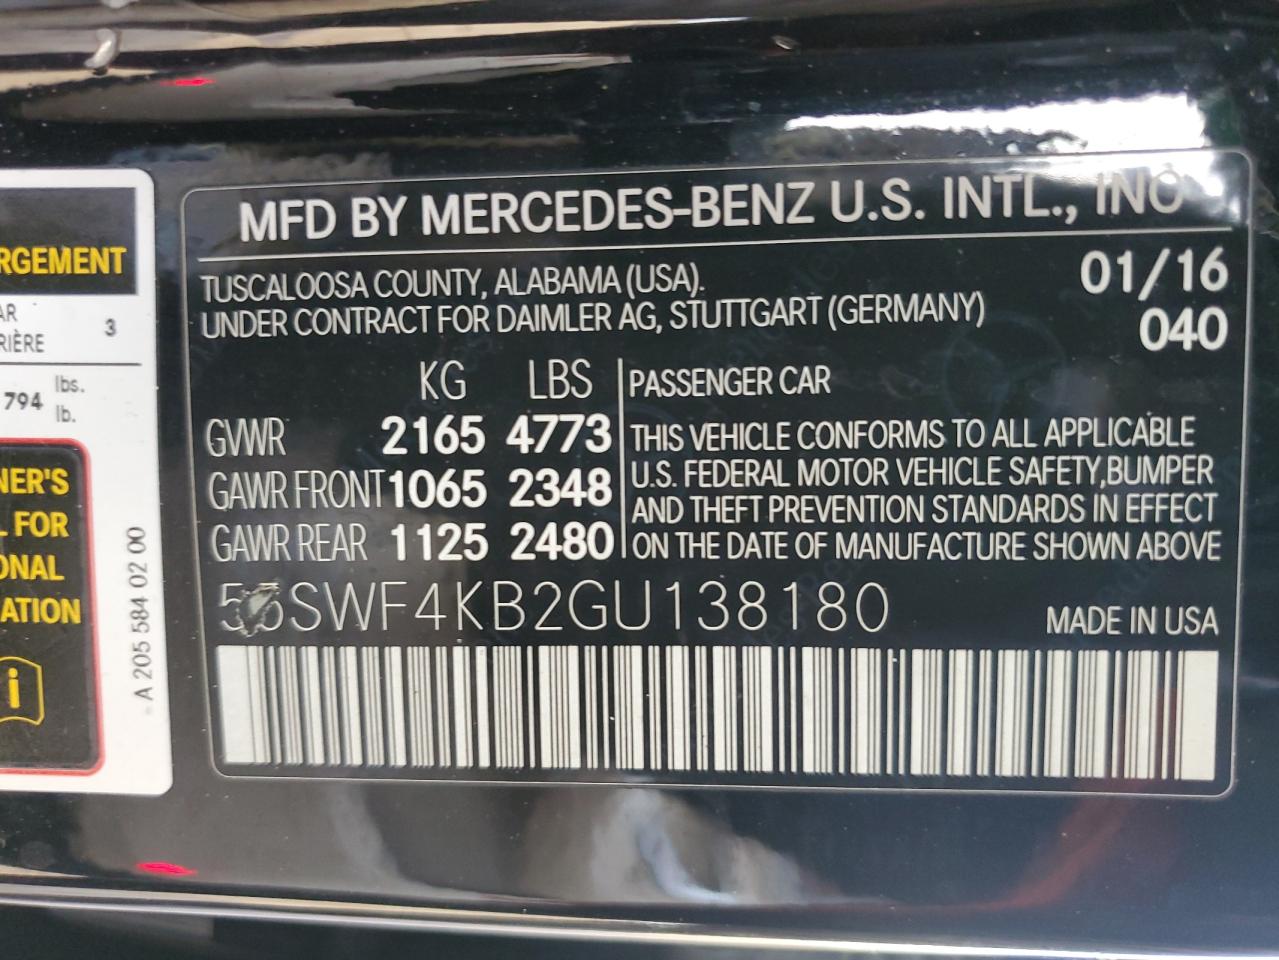 RGEMENT
AR
RIÈRE 3
794 lbs.
lb.
NER'S
L FOR
ONAL
ATION
i
A 205 584 02 00
MFD BY MERCEDES-BENZ U.S. INTL., INC
TUSCALOOSA COUNTY, ALABAMA (USA). 01/16
UNDER CONTRACT FOR DAIMLER AG, STUTTGART (GERMANY) 040
KG LBS PASSENGER CAR
GVWR 2165 4773 THIS VEHICLE CONFORMS TO ALL APPLICABLE
U.S. FEDERAL MOTOR VEHICLE SAFETY,BUMPER
GAWR FRONT 1065 2348 AND THEFT PREVENTION STANDARDS IN EFFECT
GAWR REAR 1125 2480 ON THE DATE OF MANUFACTURE SHOWN ABOVE
55SWF4KB2GU138180 MADE IN USA